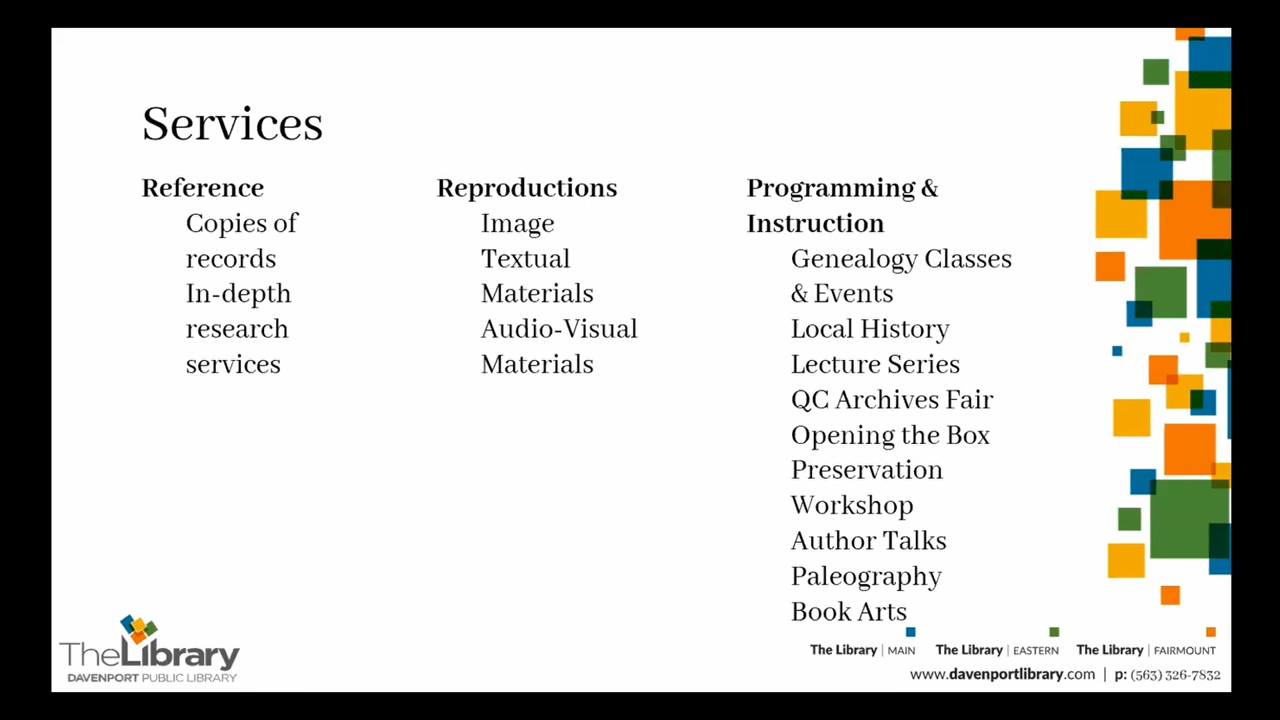 Services
Reference
Copies of
records
In-depth
research
services
Reproductions
Image
Textual
Materials
Audio-Visual
Materials
Programming &
Instruction
Genealogy Classes
& Events
Local History
Lecture Series
QC Archives Fair
Opening the Box
Preservation
Workshop
Author Talks
Paleography
Book Arts
TheLibrary
DAVENPORT PUBLIC LIBRARY
The Library | MAIN The Library | EASTERN The Library | FAIRMOUNT
www.davenportlibrary.com | p: (563) 326-7832